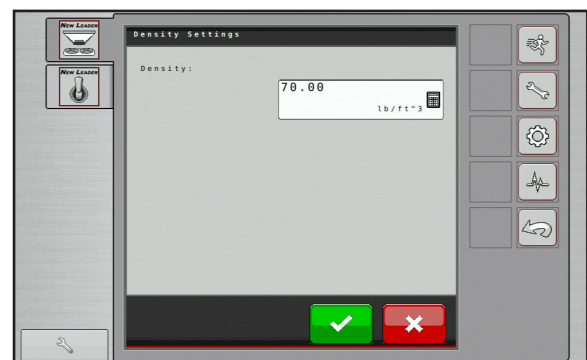 NEW LEADER
NEW LEADER
Density Settings
Density:
70.00
lb/ft^3